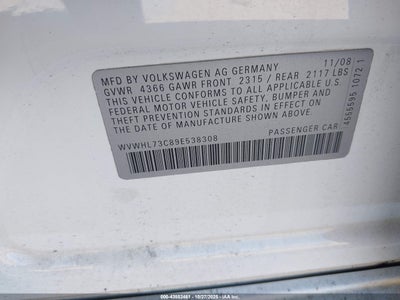 MFD BY VOLKSWAGEN AG GERMANY 11/08
GVWR 4366 GAWR FRONT 2315 / REAR 2117 LBS
THIS VEHICLE CONFORMS TO ALL APPLICABLE U.S.
FEDERAL MOTOR VEHICLE SAFETY, BUMPER AND
THEFT PREVENTION STANDARDS IN EFFECT ON THE
DATE OF MANUFACTURE SHOWN ABOVE.
WVWHL73C89E538308 PASSENGER CAR